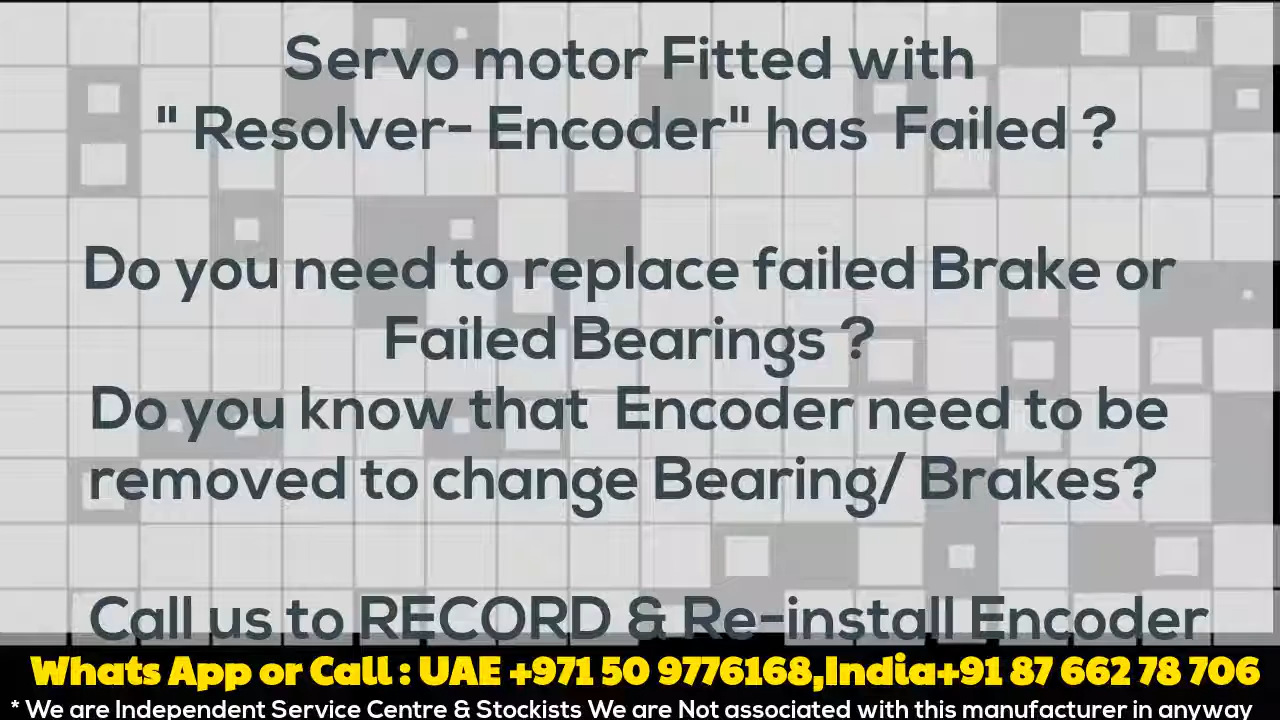 Servo motor Fitted with
" Resolver- Encoder" has Failed ?
Do you need to replace failed Brake or
Failed Bearings ?
Do you know that Encoder need to be
removed to change Bearing/ Brakes?
Call us to RECORD & Re-install Encoder
Whats App or Call : UAE +971 50 9776168,India+91 87 662 78 706
* We are Independent Service Centre & Stockists We are Not associated with this manufacturer in anyway